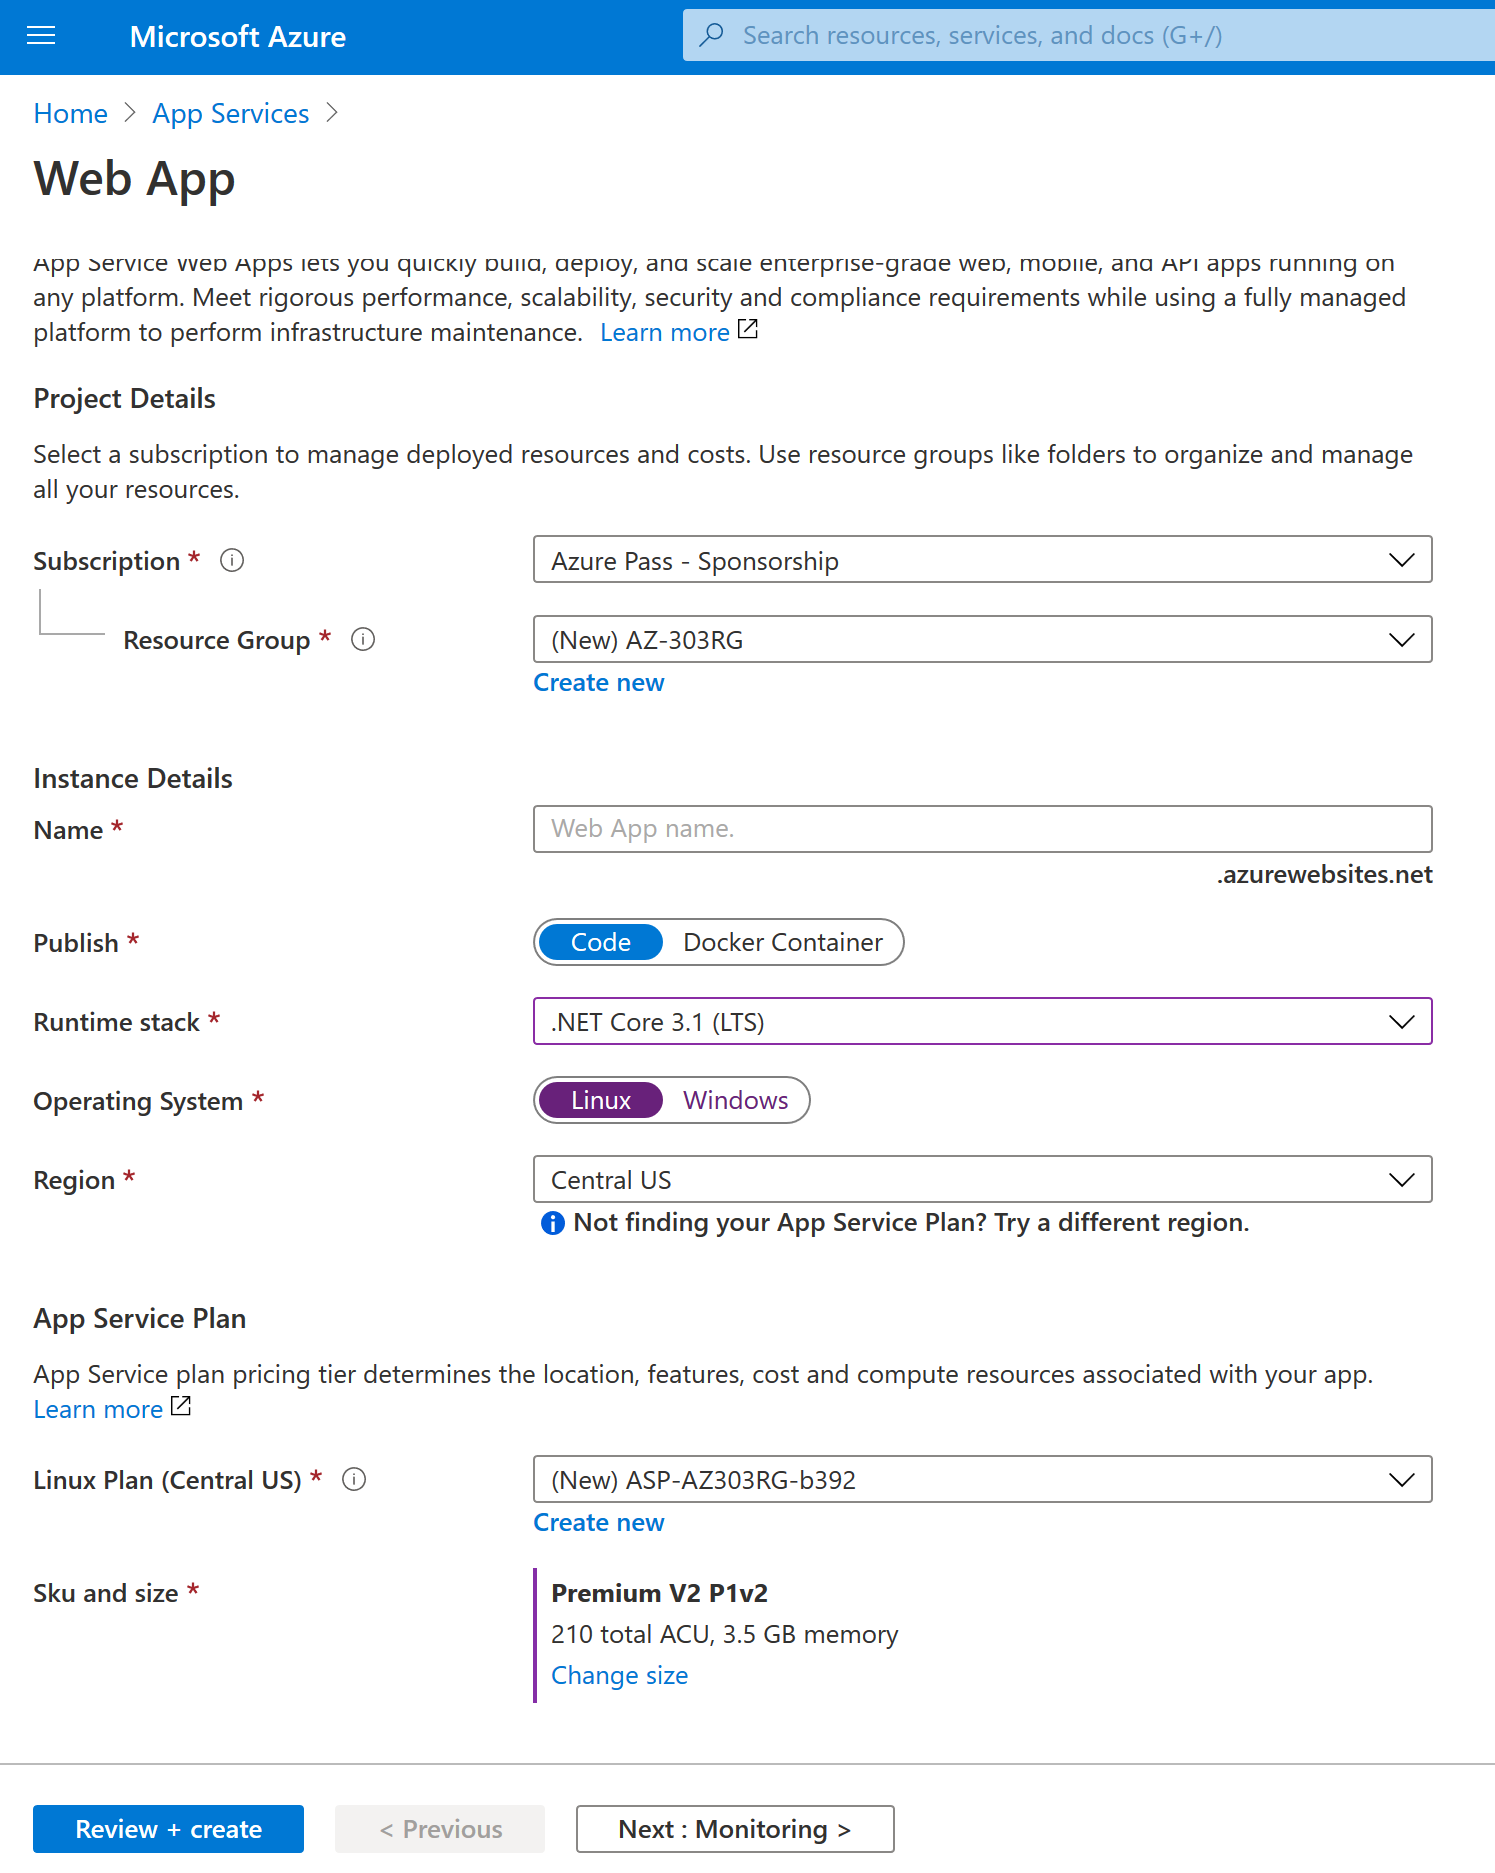 Microsoft Azure
Search resources, services, and docs (G+/)
Home > App Services >
Web App
App Service Web Apps lets you quickly build, deploy, and scale enterprise-grade web, mobile, and API apps running on
any platform. Meet rigorous performance, scalability, security and compliance requirements while using a fully managed
platform to perform infrastructure maintenance. Learn more
Project Details
Select a subscription to manage deployed resources and costs. Use resource groups like folders to organize and manage
all your resources.
Subscription *
Azure Pass - Sponsorship
Resource Group *
(New) AZ-303RG
Create new
Instance Details
Name *
Web App name.
.azurewebsites.net
Publish *
Code Docker Container
Runtime stack *
.NET Core 3.1 (LTS)
Operating System *
Linux Windows
Region *
Central US
Not finding your App Service Plan? Try a different region.
App Service Plan
App Service plan pricing tier determines the location, features, cost and compute resources associated with your app.
Learn more
Linux Plan (Central US) *
(New) ASP-AZ303RG-b392
Create new
Sku and size *
Premium V2 P1v2
210 total ACU, 3.5 GB memory
Change size
Review + create
< Previous
Next : Monitoring >